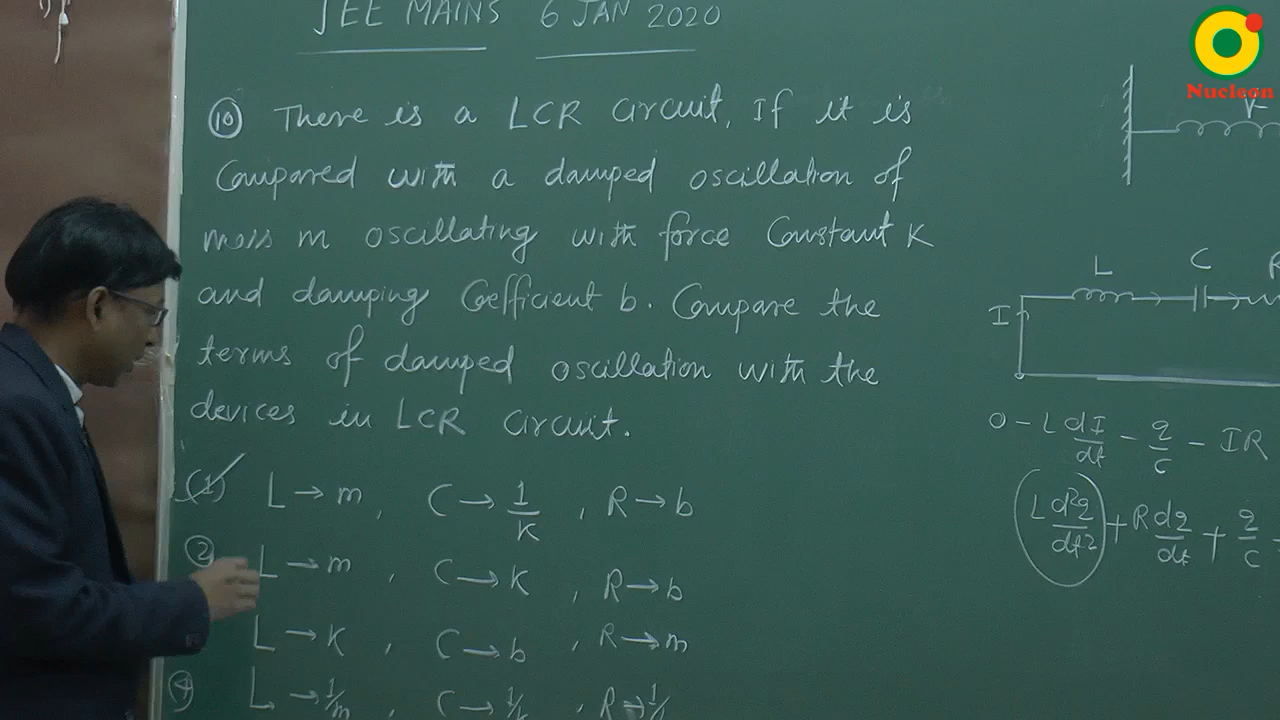 JEE MAINS 6 JAN 2020
Nucleon
(10) There is a LCR Circuit, If it is
Compared with a damped oscillation of
mass m oscillating with force Constant K
and damping Coefficient b. Compare the
terms of damped oscillation with the
devices in LCR Circuit.
(1) L → m , C → 1/K , R → b
(2) L → m , C → K , R → b
L → K , C → b , R → m
(4) L → 1/m , C → 1/K , R → 1/
L C R
I
0 - L dI/dt - q/C - IR
L d²q/dt² + R dq/dt + q/C =